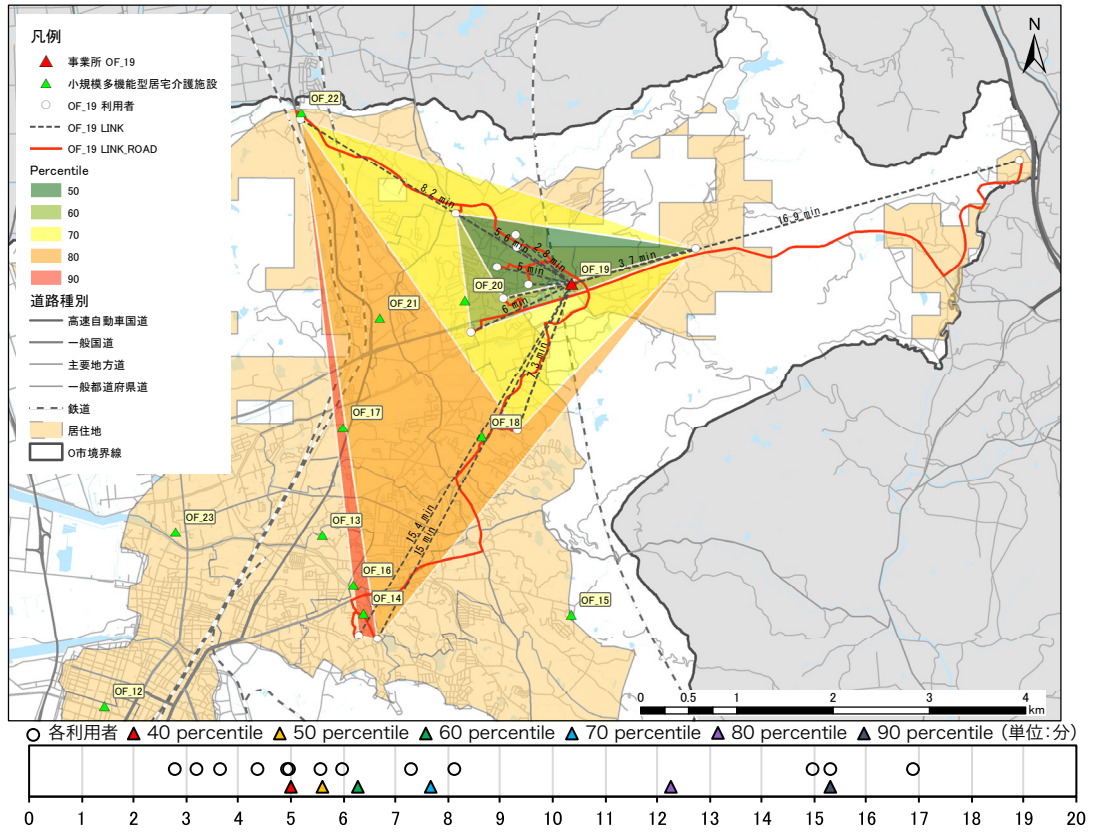 凡例
事業所 OF_19
小規模多機能型居宅介護施設
OF_19 利用者
OF_19 LINK
OF_19 LINK_ROAD
Percentile
50
60
70
80
90
道路種別
高速自動車国道
一般国道
主要地方道
一般都道府県道
鉄道
居住地
O市境界線
N
OF_22
8.2 min
16.9 min
5.6 min
2.8 min
3.7 min
5 min
OF_19
OF_20
6 min
OF_21
7.3 min
OF_17
OF_18
15.4 min
15 min
OF_23
OF_13
OF_16
OF_14
OF_15
OF_12
0 0.5 1 2 3 4
km
各利用者 40 percentile 50 percentile 60 percentile 70 percentile 80 percentile 90 percentile (単位:分)
0 1 2 3 4 5 6 7 8 9 10 11 12 13 14 15 16 17 18 19 20